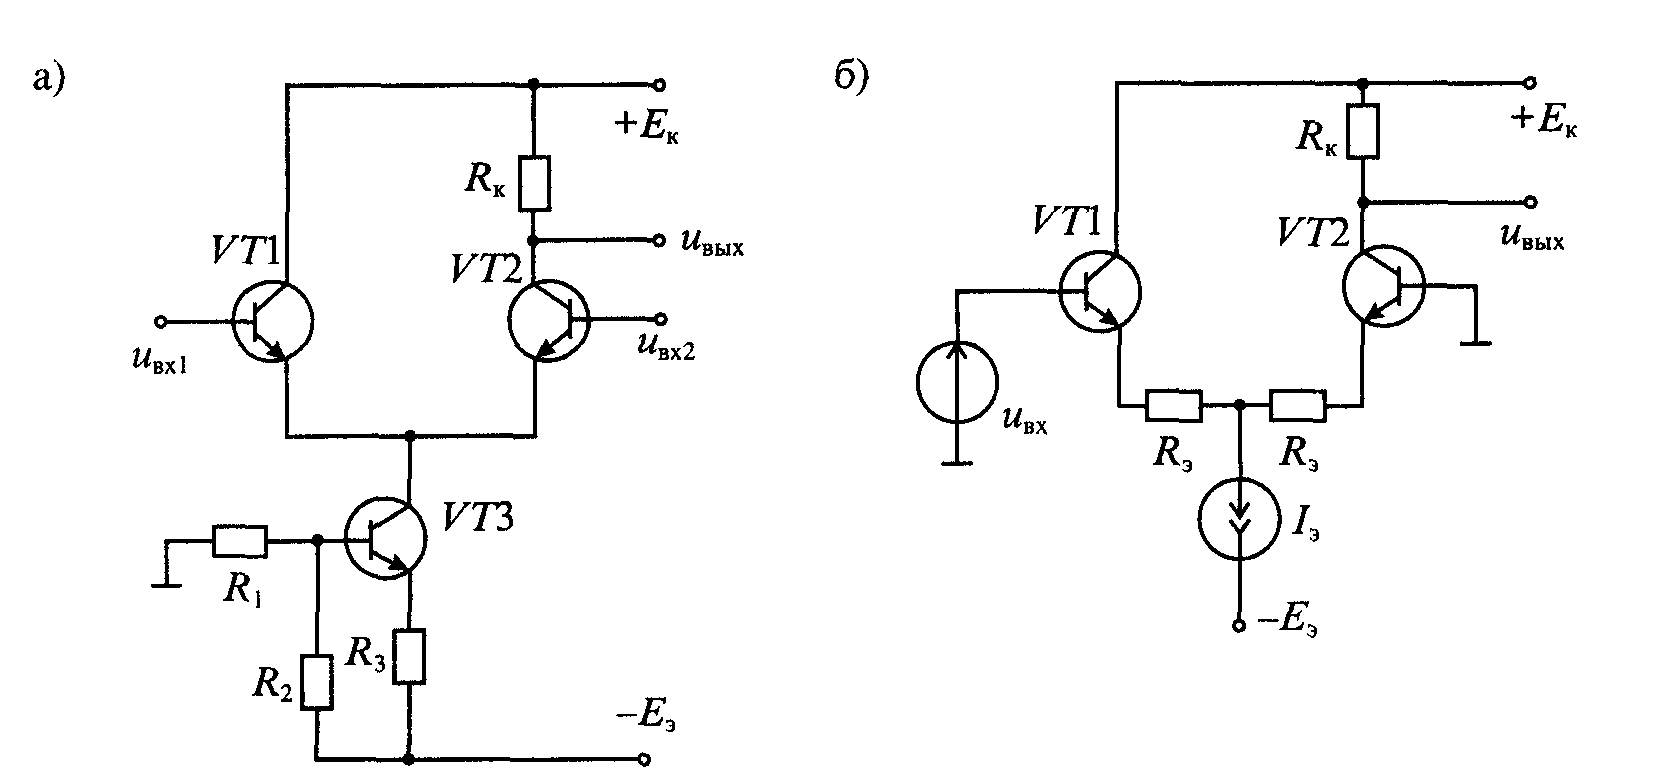 а)
+Eк
Rк
VT1
uвых
VT2
uвх1
uвх2
VT3
R1
R3
R2
−Eэ
б)
+Eк
Rк
VT1
VT2
uвых
uвх
Rэ
Rэ
Iэ
−Eэ